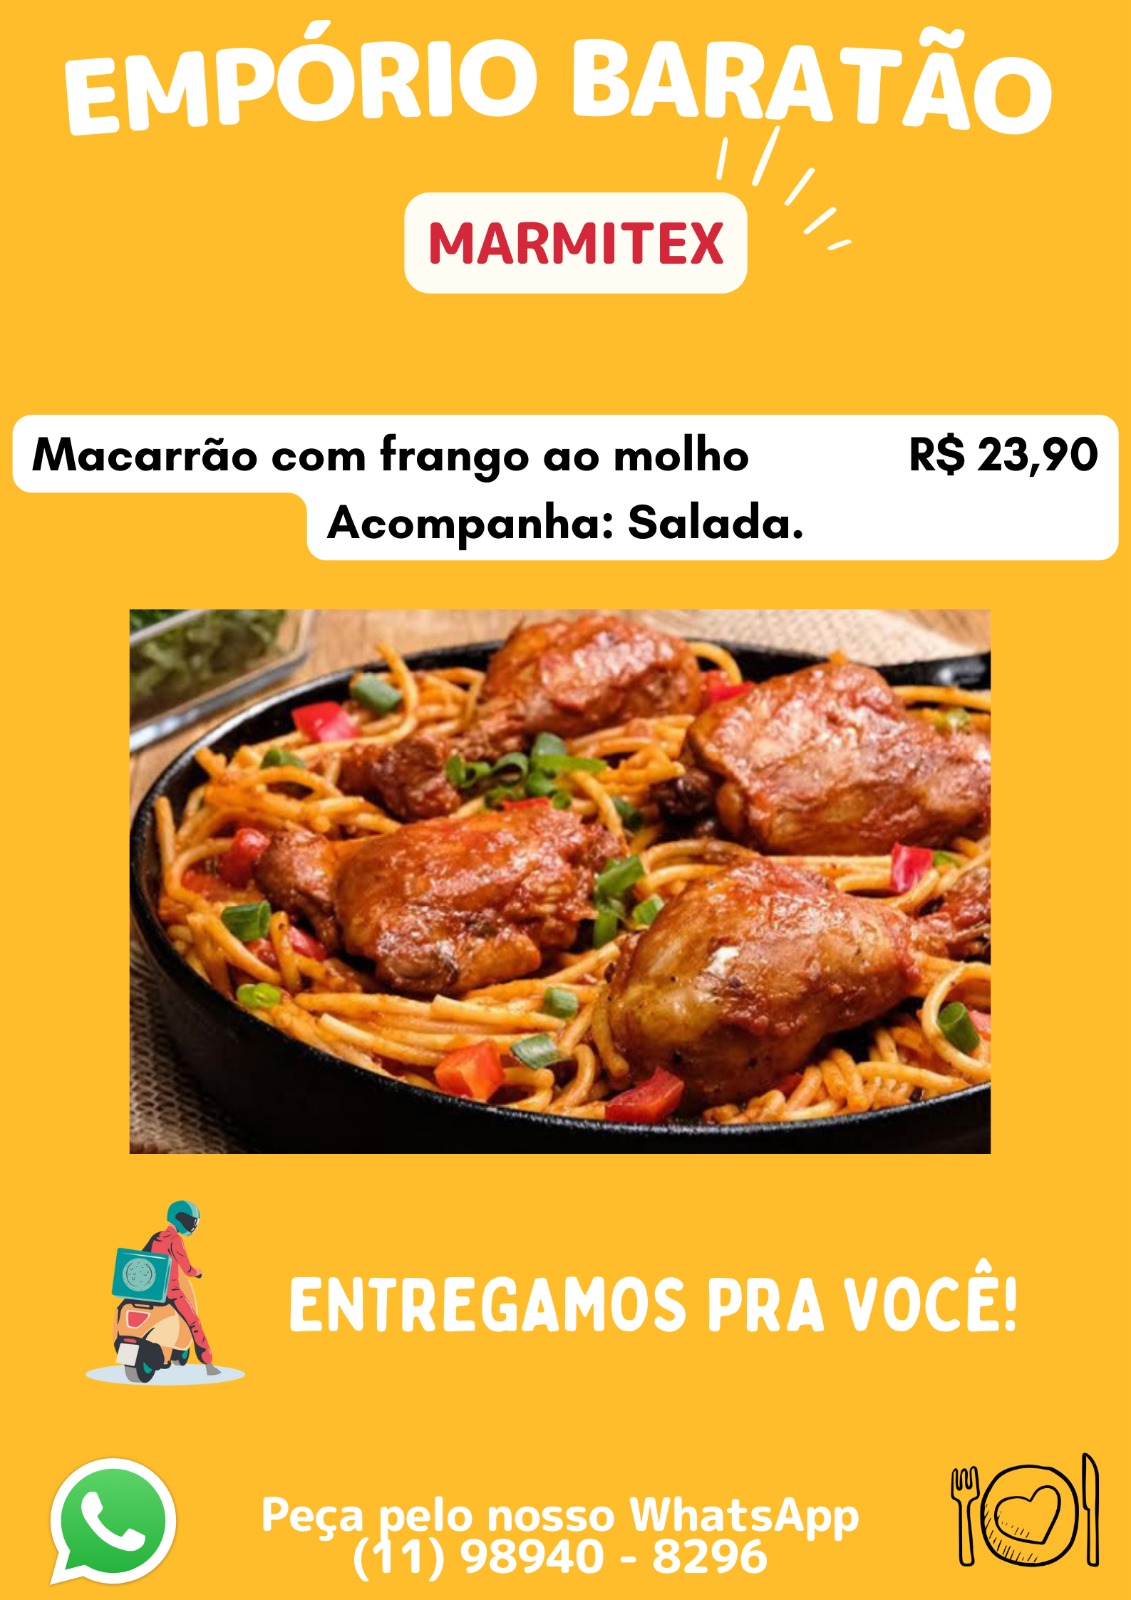 EMPÓRIO BARATÃO
MARMITEX
Macarrão com frango ao molho R$ 23,90
Acompanha: Salada.
ENTREGAMOS PRA VOCÊ!
Peça pelo nosso WhatsApp
(11) 98940 - 8296